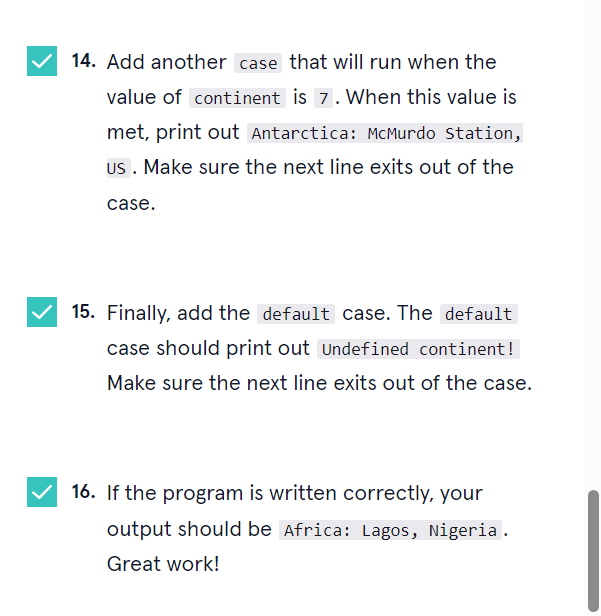 14. Add another case that will run when the
value of continent is 7. When this value is
met, print out Antarctica: McMurdo Station,
US. Make sure the next line exits out of the
case.
15. Finally, add the default case. The default
case should print out Undefined continent!
Make sure the next line exits out of the case.
16. If the program is written correctly, your
output should be Africa: Lagos, Nigeria.
Great work!